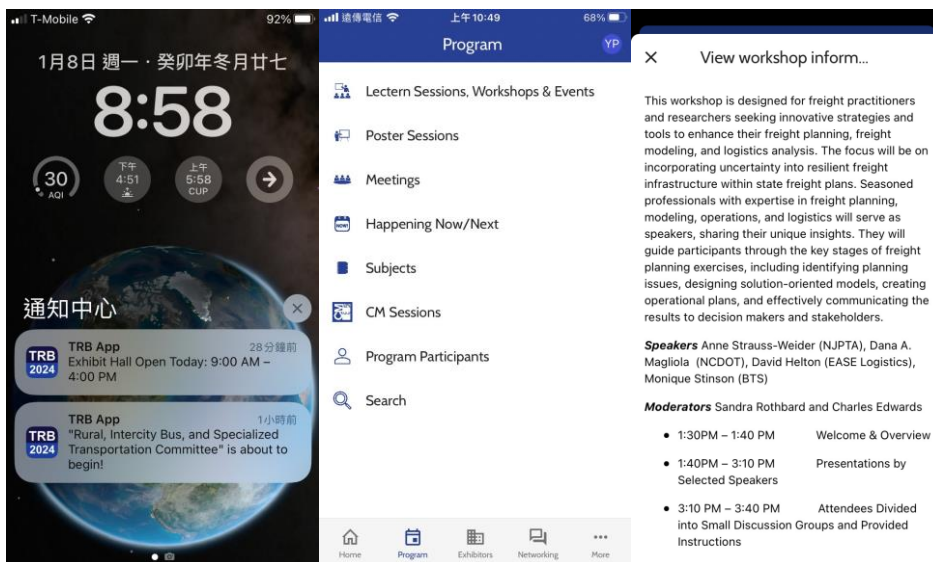 T-Mobile 92%
1月8日 週一 · 癸卯年冬月廿七
8:58
30
AQI
下午
4:51
上午
5:58
CUP
通知中心
TRB
2024
TRB App 28分鐘前
Exhibit Hall Open Today: 9:00 AM –
4:00 PM
TRB
2024
TRB App 1小時前
"Rural, Intercity Bus, and Specialized
Transportation Committee" is about to
begin!
遠傳電信 上午10:49 68%
Program YP
Lectern Sessions, Workshops & Events
Poster Sessions
Meetings
NOW!
Happening Now/Next
Subjects
CM Sessions
Program Participants
Search
Home Program Exhibitors Networking More
View workshop inform...
This workshop is designed for freight practitioners
and researchers seeking innovative strategies and
tools to enhance their freight planning, freight
modeling, and logistics analysis. The focus will be on
incorporating uncertainty into resilient freight
infrastructure within state freight plans. Seasoned
professionals with expertise in freight planning,
modeling, operations, and logistics will serve as
speakers, sharing their unique insights. They will
guide participants through the key stages of freight
planning exercises, including identifying planning
issues, designing solution-oriented models, creating
operational plans, and effectively communicating the
results to decision makers and stakeholders.
Speakers Anne Strauss-Weider (NJPTA), Dana A.
Magliola (NCDOT), David Helton (EASE Logistics),
Monique Stinson (BTS)
Moderators Sandra Rothbard and Charles Edwards
• 1:30PM – 1:40 PM Welcome & Overview
• 1:40PM – 3:10 PM Presentations by
Selected Speakers
• 3:10 PM – 3:40 PM Attendees Divided
into Small Discussion Groups and Provided
Instructions